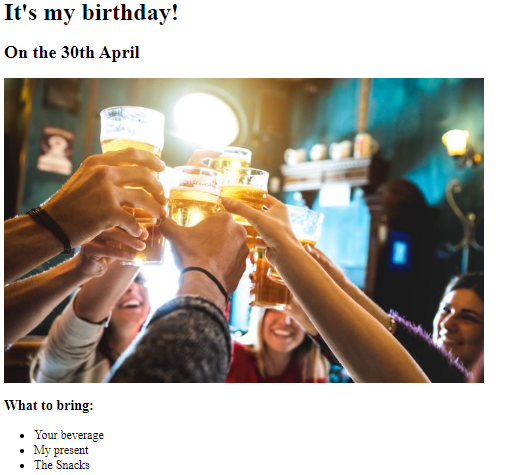 It's my birthday!
On the 30th April
What to bring:
Your beverage
My present
The Snacks